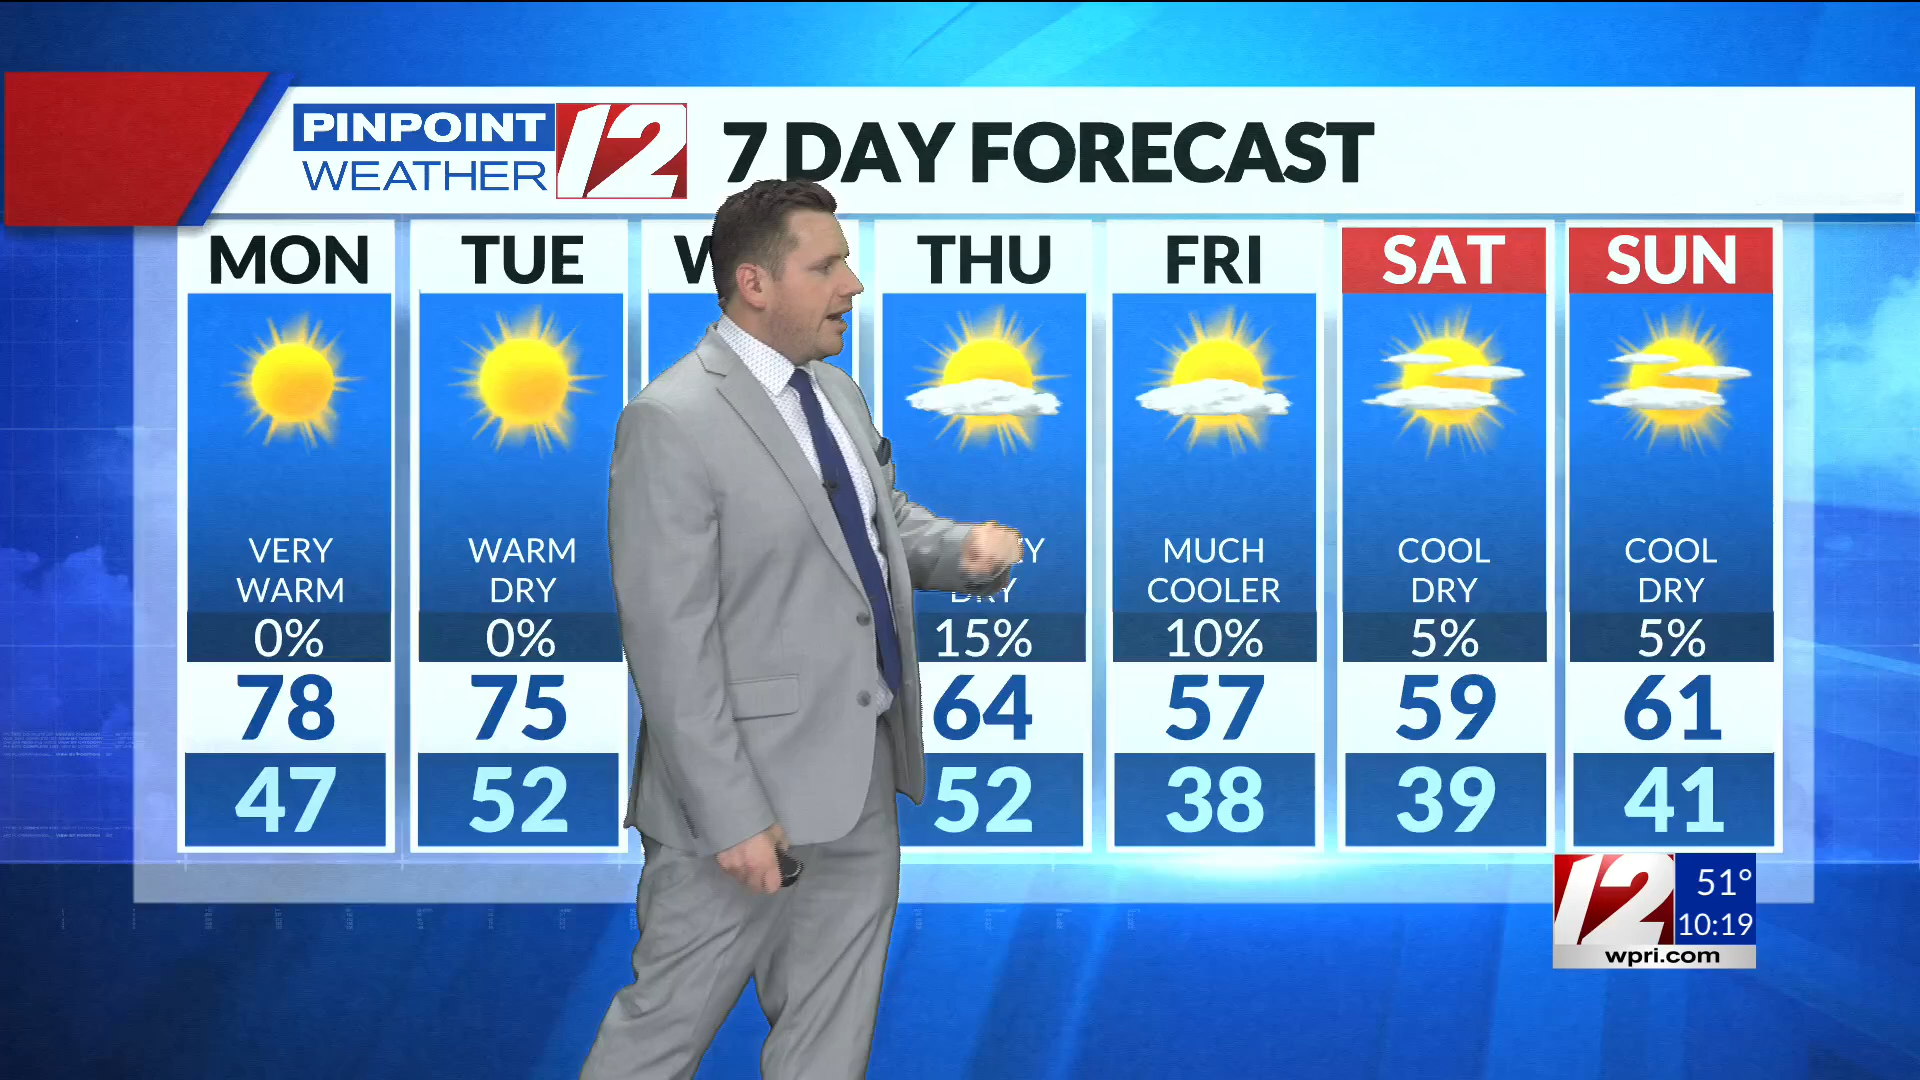 PINPOINT
WEATHER
12
7 DAY FORECAST
MON
TUE
THU
FRI
SAT
SUN
VERY
WARM
0%
78
47
WARM
DRY
0%
75
52
DRY
15%
64
52
MUCH
COOLER
10%
57
38
COOL
DRY
5%
59
39
COOL
DRY
5%
61
41
12
51°
10:19
wpri.com